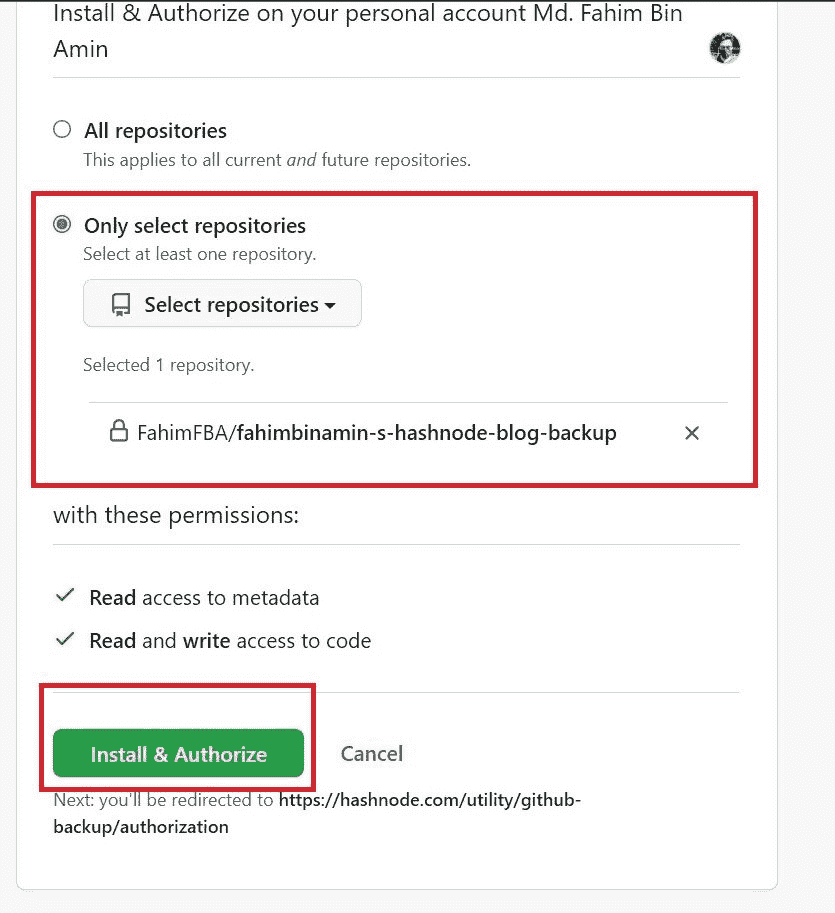 Install & Authorize on your personal account Md. Fahim Bin
Amin
All repositories
This applies to all current and future repositories.
Only select repositories
Select at least one repository.
Select repositories
Selected 1 repository.
FahimFBA/fahimbinamin-s-hashnode-blog-backup
with these permissions:
Read access to metadata
Read and write access to code
Install & Authorize
Cancel
Next: you'll be redirected to https://hashnode.com/utility/github-
backup/authorization